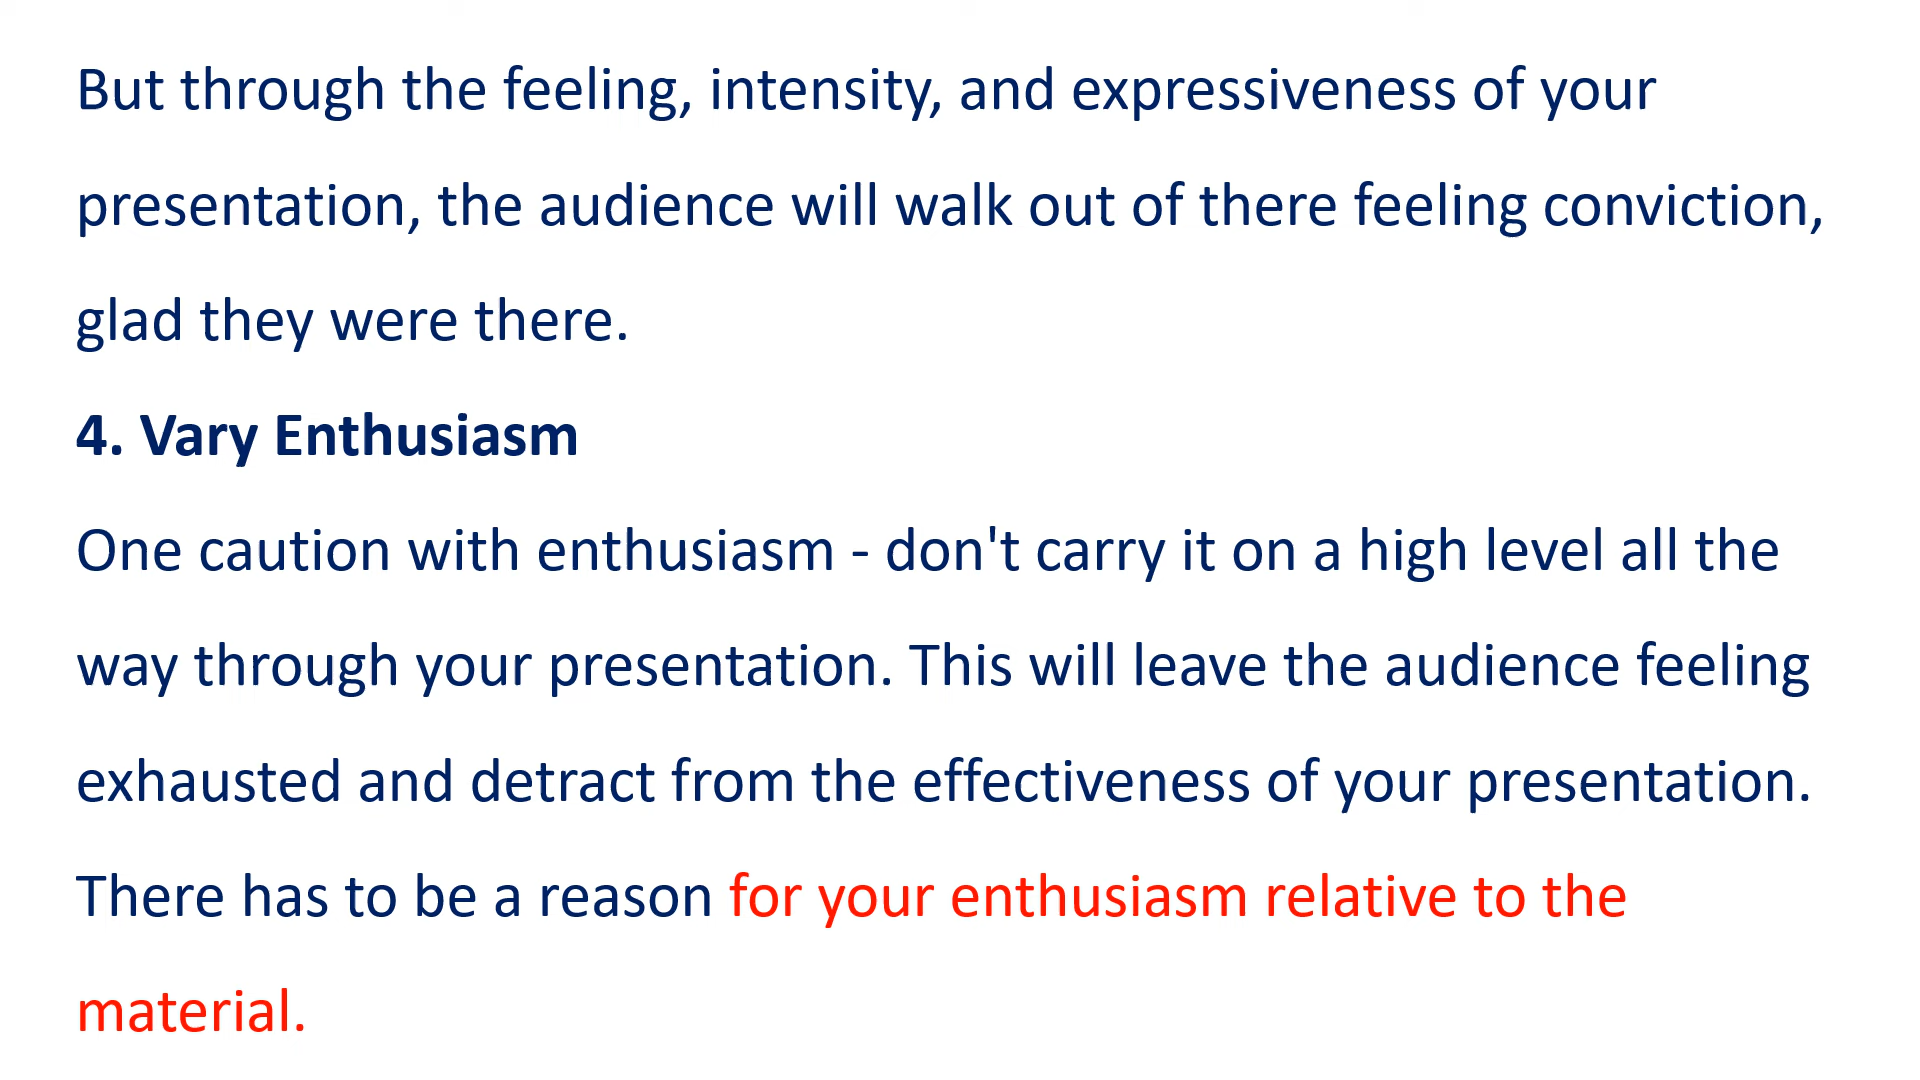 But through the feeling, intensity, and expressiveness of your
presentation, the audience will walk out of there feeling conviction,
glad they were there.
4. Vary Enthusiasm
One caution with enthusiasm - don't carry it on a high level all the
way through your presentation. This will leave the audience feeling
exhausted and detract from the effectiveness of your presentation.
There has to be a reason for your enthusiasm relative to the
material.